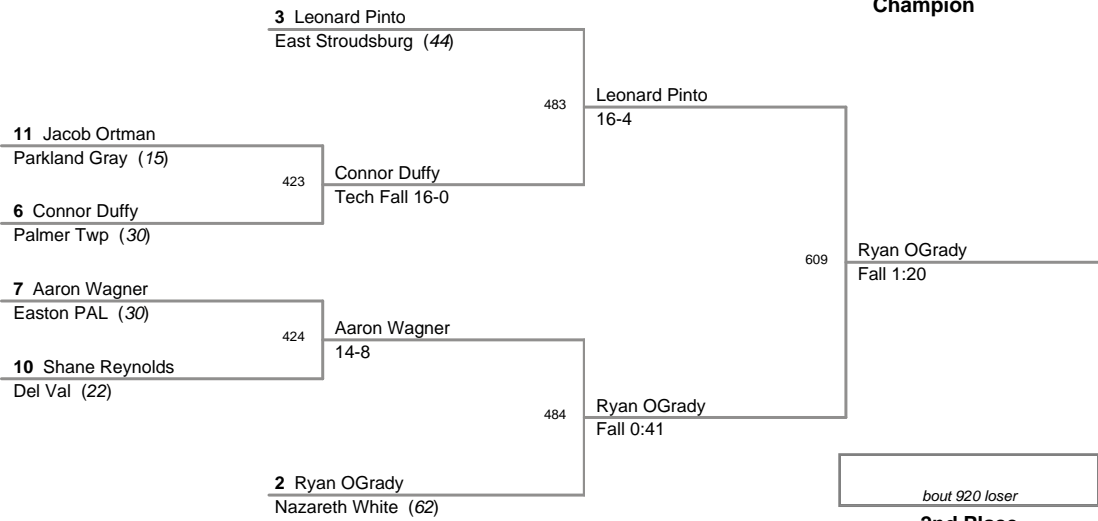 Champion
3 Leonard Pinto
East Stroudsburg (44)
483
Leonard Pinto
16-4
11 Jacob Ortman
Parkland Gray (15)
423
Connor Duffy
Tech Fall 16-0
6 Connor Duffy
Palmer Twp (30)
609
Ryan OGrady
Fall 1:20
7 Aaron Wagner
Easton PAL (30)
424
Aaron Wagner
14-8
10 Shane Reynolds
Del Val (22)
484
Ryan OGrady
Fall 0:41
2 Ryan OGrady
Nazareth White (62)
bout 920 loser
2nd Place